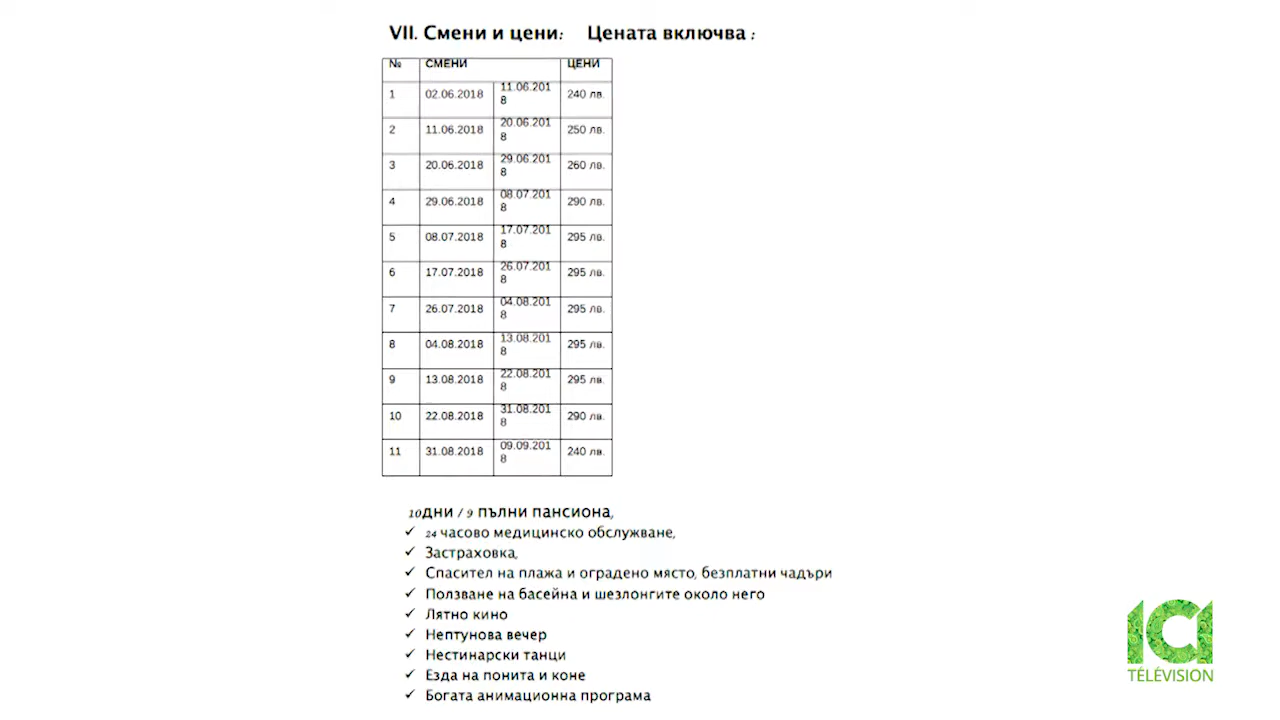 VII. Смени и цени: Цената включва :
№ СМЕНИ ЦЕНИ
1 02.06.2018 11.06.2018 240 лв.
2 11.06.2018 20.06.2018 250 лв.
3 20.06.2018 29.06.2018 260 лв.
4 29.06.2018 08.07.2018 290 лв.
5 08.07.2018 17.07.2018 295 лв.
6 17.07.2018 26.07.2018 295 лв.
7 26.07.2018 04.08.2018 295 лв.
8 04.08.2018 13.08.2018 295 лв.
9 13.08.2018 22.08.2018 295 лв.
10 22.08.2018 31.08.2018 290 лв.
11 31.08.2018 09.09.2018 240 лв.
10дни / 9 пълни пансиона,
✓ 24 часово медицинско обслужване,
✓ Застраховка,
✓ Спасител на плажа и оградено място, безплатни чадъри
✓ Ползване на басейна и шезлонгите около него
✓ Лятно кино
✓ Нептунова вечер
✓ Нестинарски танци
✓ Езда на понита и коне
✓ Богата анимационна програма
ICI
TÉLÉVISION